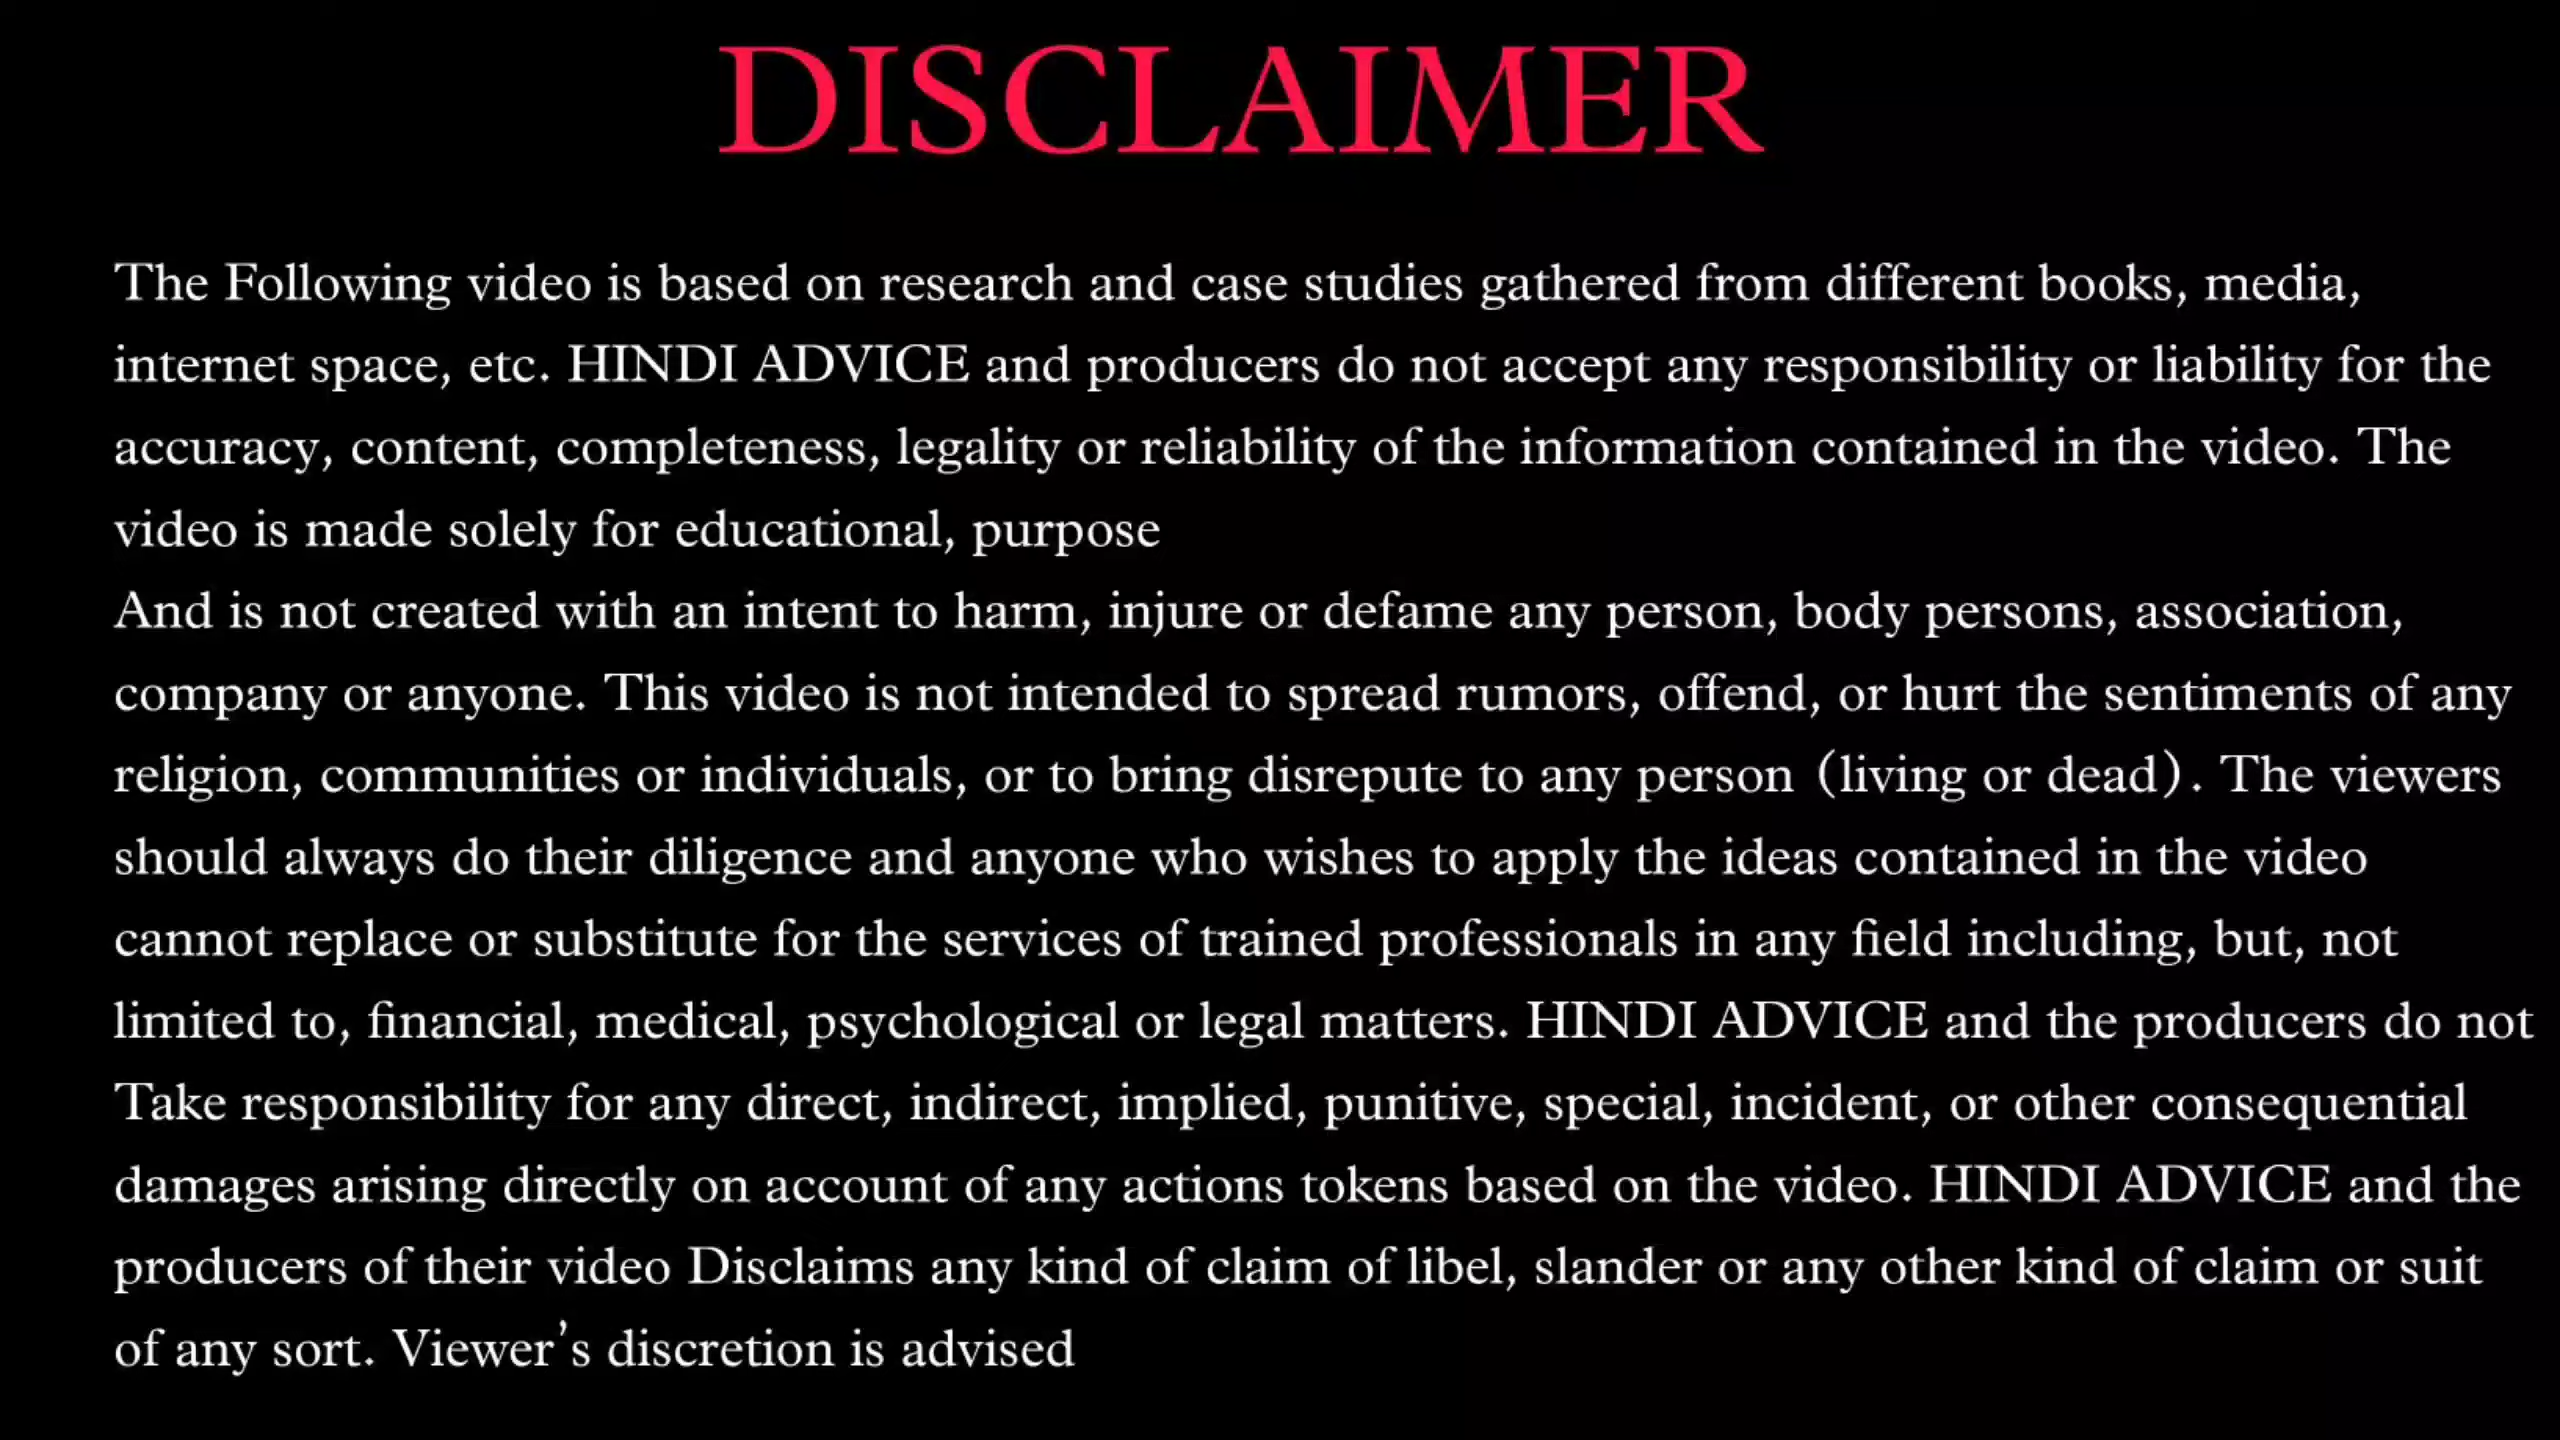 DISCLAIMER
The Following video is based on research and case studies gathered from different books, media,
internet space, etc. HINDI ADVICE and producers do not accept any responsibility or liability for the
accuracy, content, completeness, legality or reliability of the information contained in the video. The
video is made solely for educational, purpose
And is not created with an intent to harm, injure or defame any person, body persons, association,
company or anyone. This video is not intended to spread rumors, offend, or hurt the sentiments of any
religion, communities or individuals, or to bring disrepute to any person (living or dead). The viewers
should always do their diligence and anyone who wishes to apply the ideas contained in the video
cannot replace or substitute for the services of trained professionals in any field including, but, not
limited to, financial, medical, psychological or legal matters. HINDI ADVICE and the producers do not
Take responsibility for any direct, indirect, implied, punitive, special, incident, or other consequential
damages arising directly on account of any actions tokens based on the video. HINDI ADVICE and the
producers of their video Disclaims any kind of claim of libel, slander or any other kind of claim or suit
of any sort. Viewer's discretion is advised